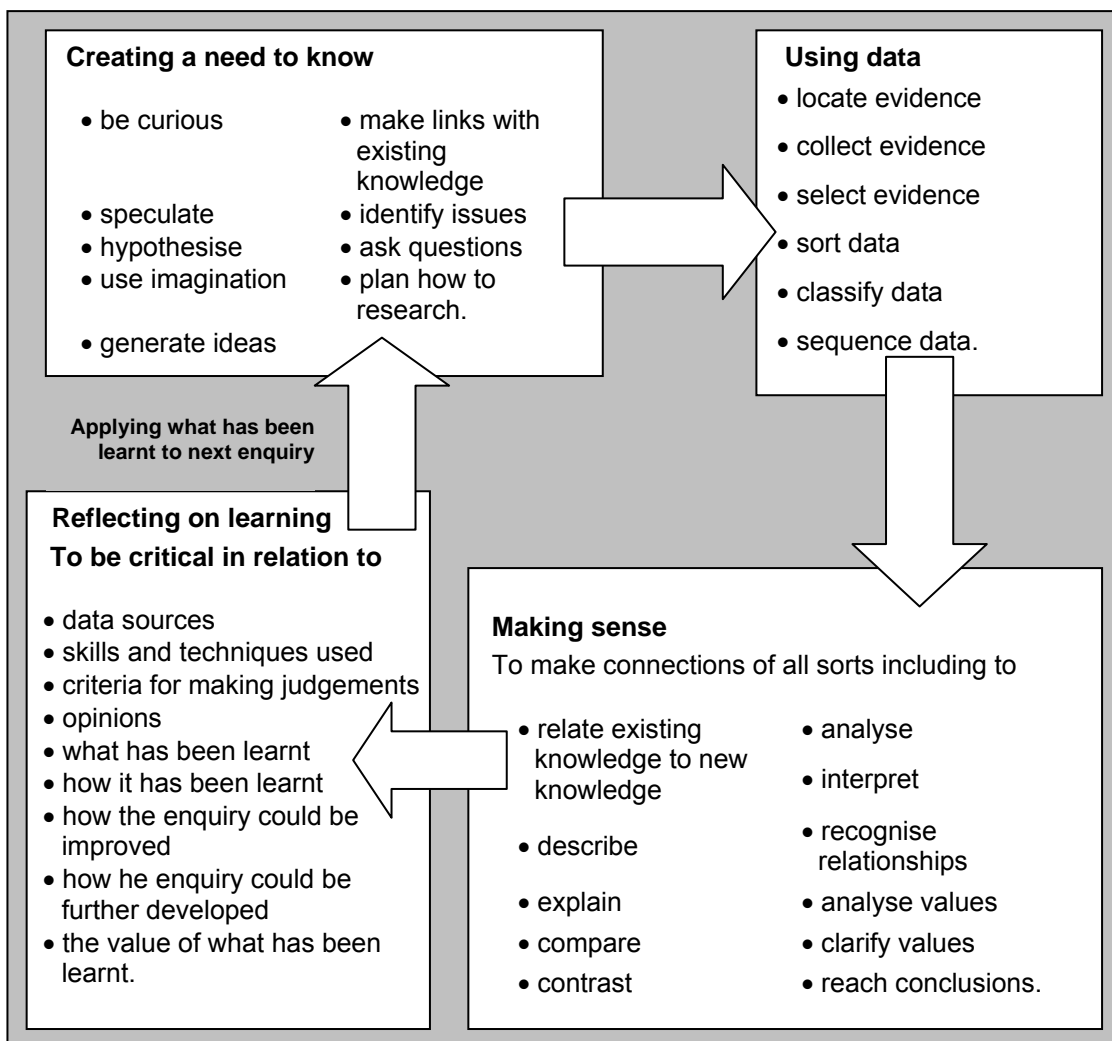 Creating a need to know
• be curious
• speculate
• hypothesise
• use imagination
• generate ideas
• make links with
existing
knowledge
• identify issues
• ask questions
• plan how to
research.
Using data
• locate evidence
• collect evidence
• select evidence
• sort data
• classify data
• sequence data.
Making sense
To make connections of all sorts including to
• relate existing
knowledge to new
knowledge
• describe
• explain
• compare
• contrast
• analyse
• interpret
• recognise
relationships
• analyse values
• clarify values
• reach conclusions.
Reflecting on learning
To be critical in relation to
• data sources
• skills and techniques used
• criteria for making judgements
• opinions
• what has been learnt
• how it has been learnt
• how the enquiry could be
improved
• how he enquiry could be
further developed
• the value of what has been
learnt.
Applying what has been
learnt to next enquiry